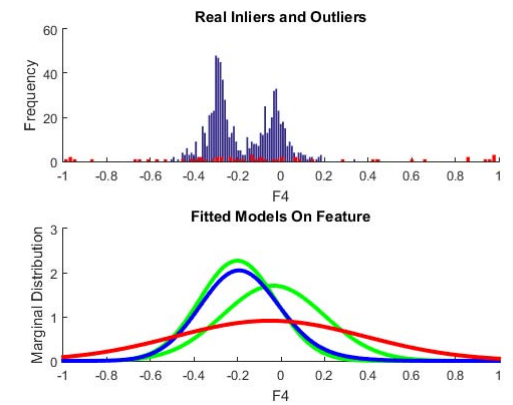 Real Inliers and Outliers
60
40
20
0
Frequency
-1 -0.8 -0.6 -0.4 -0.2 0 0.2 0.4 0.6 0.8 1
F4
Fitted Models On Feature
3
2
1
0
Marginal Distribution
-1 -0.8 -0.6 -0.4 -0.2 0 0.2 0.4 0.6 0.8 1
F4